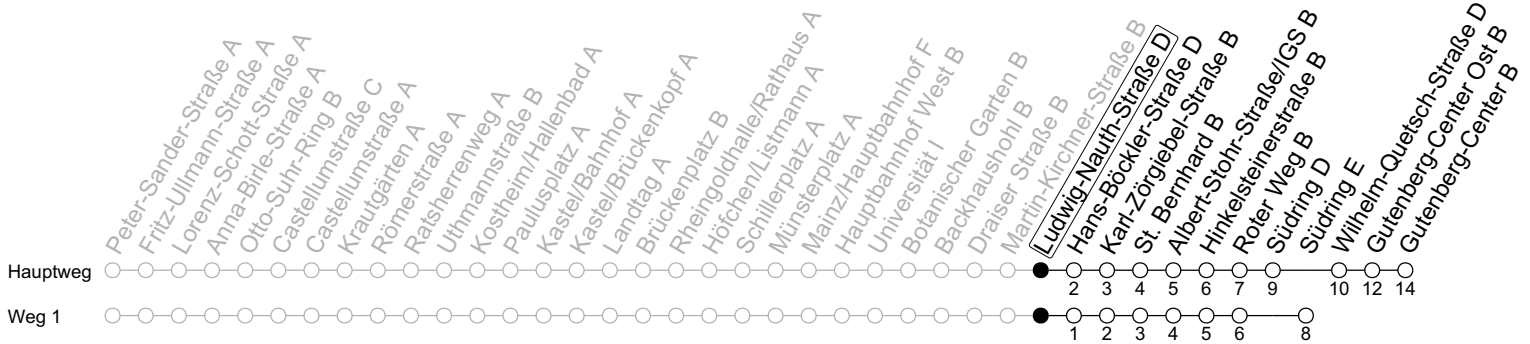 Peter-Sander-Straße A
Fritz-Ullmann-Straße A
Lorenz-Schott-Straße A
Anna-Birle-Straße A
Otto-Suhr-Ring B
Castellumstraße C
Castellumstraße A
Krautgärten A
Römerstraße A
Ratsherrenweg A
Uthmannstraße B
Kostheim/Hallenbad A
Paulusplatz A
Kastel/Bahnhof A
Kastel/Brückenkopf A
Landtag A
Brückenplatz B
Rheingoldhalle/Rathaus A
Höfchen/Listmann A
Schillerplatz A
Münsterplatz A
Mainz/Hauptbahnhof F
Hauptbahnhof West B
Universität I
Botanischer Garten B
Backhaushohl B
Draiser Straße B
Martin-Kirchner-Straße B
Ludwig-Nauth-Straße D
Hans-Böckler-Straße D
Karl-Zörgiebel-Straße B
St. Bernhard B
Albert-Stohr-Straße/IGS B
Hinkelsteinerstraße B
Roter Weg B
Südring D
Südring E
Wilhelm-Quetsch-Straße D
Gutenberg-Center Ost B
Gutenberg-Center B
Hauptweg
2 3 4 5 6 7 9 10 12 14
Weg 1
1 2 3 4 5 6 8